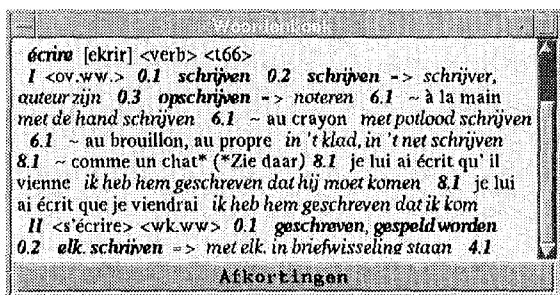 Woordenboek
écrire [ekrir] <verb> <t66>
I <ov.ww.> 0.1 schrijven 0.2 schrijven -> schrijver,
auteur zijn 0.3 opschrijven -> noteren 6.1 ~ à la main
met de hand schrijven 6.1 ~ au crayon met potlood schrijven
6.1 ~ au brouillon, au propre in 't klad, in 't net schrijven
8.1 ~ comme un chat* (*Zie daar) 8.1 je lui ai écrit qu' il
vienne ik heb hem geschreven dat hij moet komen 8.1 je lui
ai écrit que je viendrai ik heb hem geschreven dat ik kom
II <s'écrire> <wk.ww> 0.1 geschreven, gespeld worden
0.2 elk. schrijven => met elk. in briefwisseling staan 4.1
Afkortingen